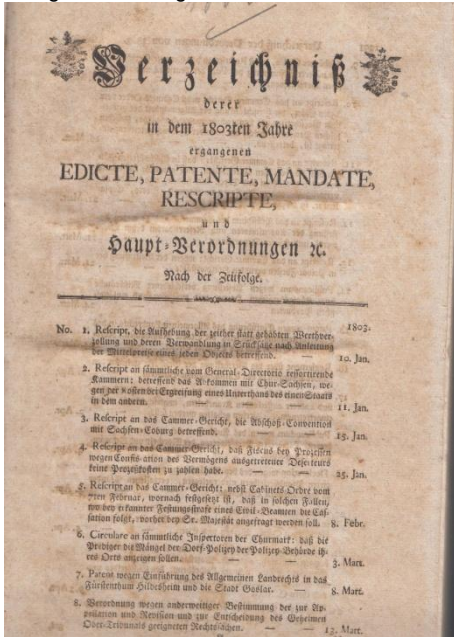 Verzeichniß
derer
in dem 1803ten Jahre
ergangenen
EDICTE, PATENTE, MANDATE,
RESCRIPTE,
und
Haupt-Verordnungen ꝛc.
Nach der Zeitfolge.
1803.
No. 1. Rescript, die Aufhebung der zeither statt gehabten Werthver-
zollung und deren Verwandlung in Stücksätze nach Anleitung
der Mittelpreise eines jeden Objects betreffend. — 10. Jan.
2. Rescript an sämmtliche vom General-Directorio ressortirende
Kammern: betreffend das Abkommen mit Chur-Sachsen, we-
gen der Kosten bei Ergreifung eines Unterthans des einen Staats
in dem andern. — — — 11. Jan.
3. Rescript an das Cammer-Gericht, die Abschoß-Convention
mit Sachsen-Coburg betreffend. — — 15. Jan.
4. Rescript an das Cammer-Gericht, daß Fiscus bey Prozessen
wegen Confiscation des Vermögens ausgetretner Deserteurs
keine Prozeßkosten zu zahlen habe. — — 25. Jan.
5. Rescript an das Cammer-Gericht; nebst Cabinets-Ordre vom
7ten Februar, wornach festgesetzt ist, daß in solchen Fällen,
wo bey erkannter Festungsstrafe eines Civil-Beamten die Cas-
sation folgt, vorher bey Sr. Majestät angefragt werden soll. 8. Febr.
6. Circulare an sämmtliche Inspectoren der Churmark: daß die
Prediger die Mängel der Dorf-Polizey der Polizey-Behörde ih-
res Orts anzeigen sollen. — — 3. Mart.
7. Patent wegen Einführung des Allgemeinen Landrechts in das
Fürstenthum Hildesheim und die Stadt Goslar. — 8. Mart.
8. Verordnung wegen anderweitiger Bestimmung der zur Ap-
pellation und Revision und zur Entscheidung des Geheimen
Ober-Tribunals geeigneten Rechtssachen. — 13. Mart.